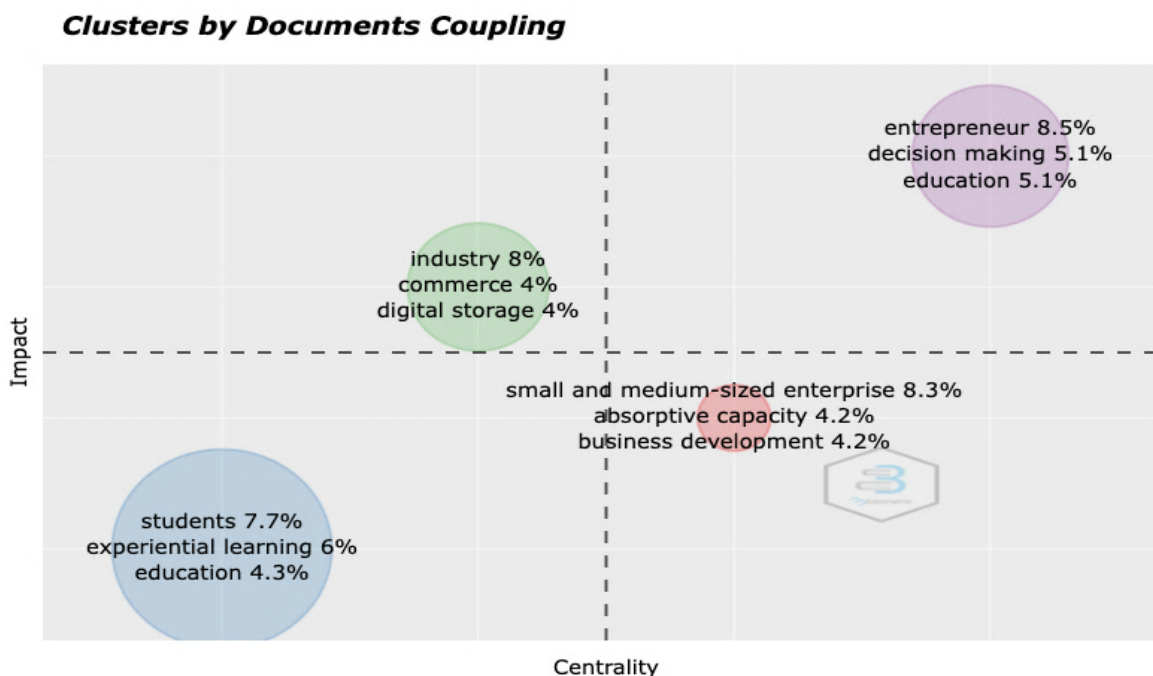 Clusters by Documents Coupling
entrepreneur 8.5%
decision making 5.1%
education 5.1%
industry 8%
commerce 4%
digital storage 4%
Impact
small and medium-sized enterprise 8.3%
absorptive capacity 4.2%
business development 4.2%
students 7.7%
experiential learning 6%
education 4.3%
Centrality